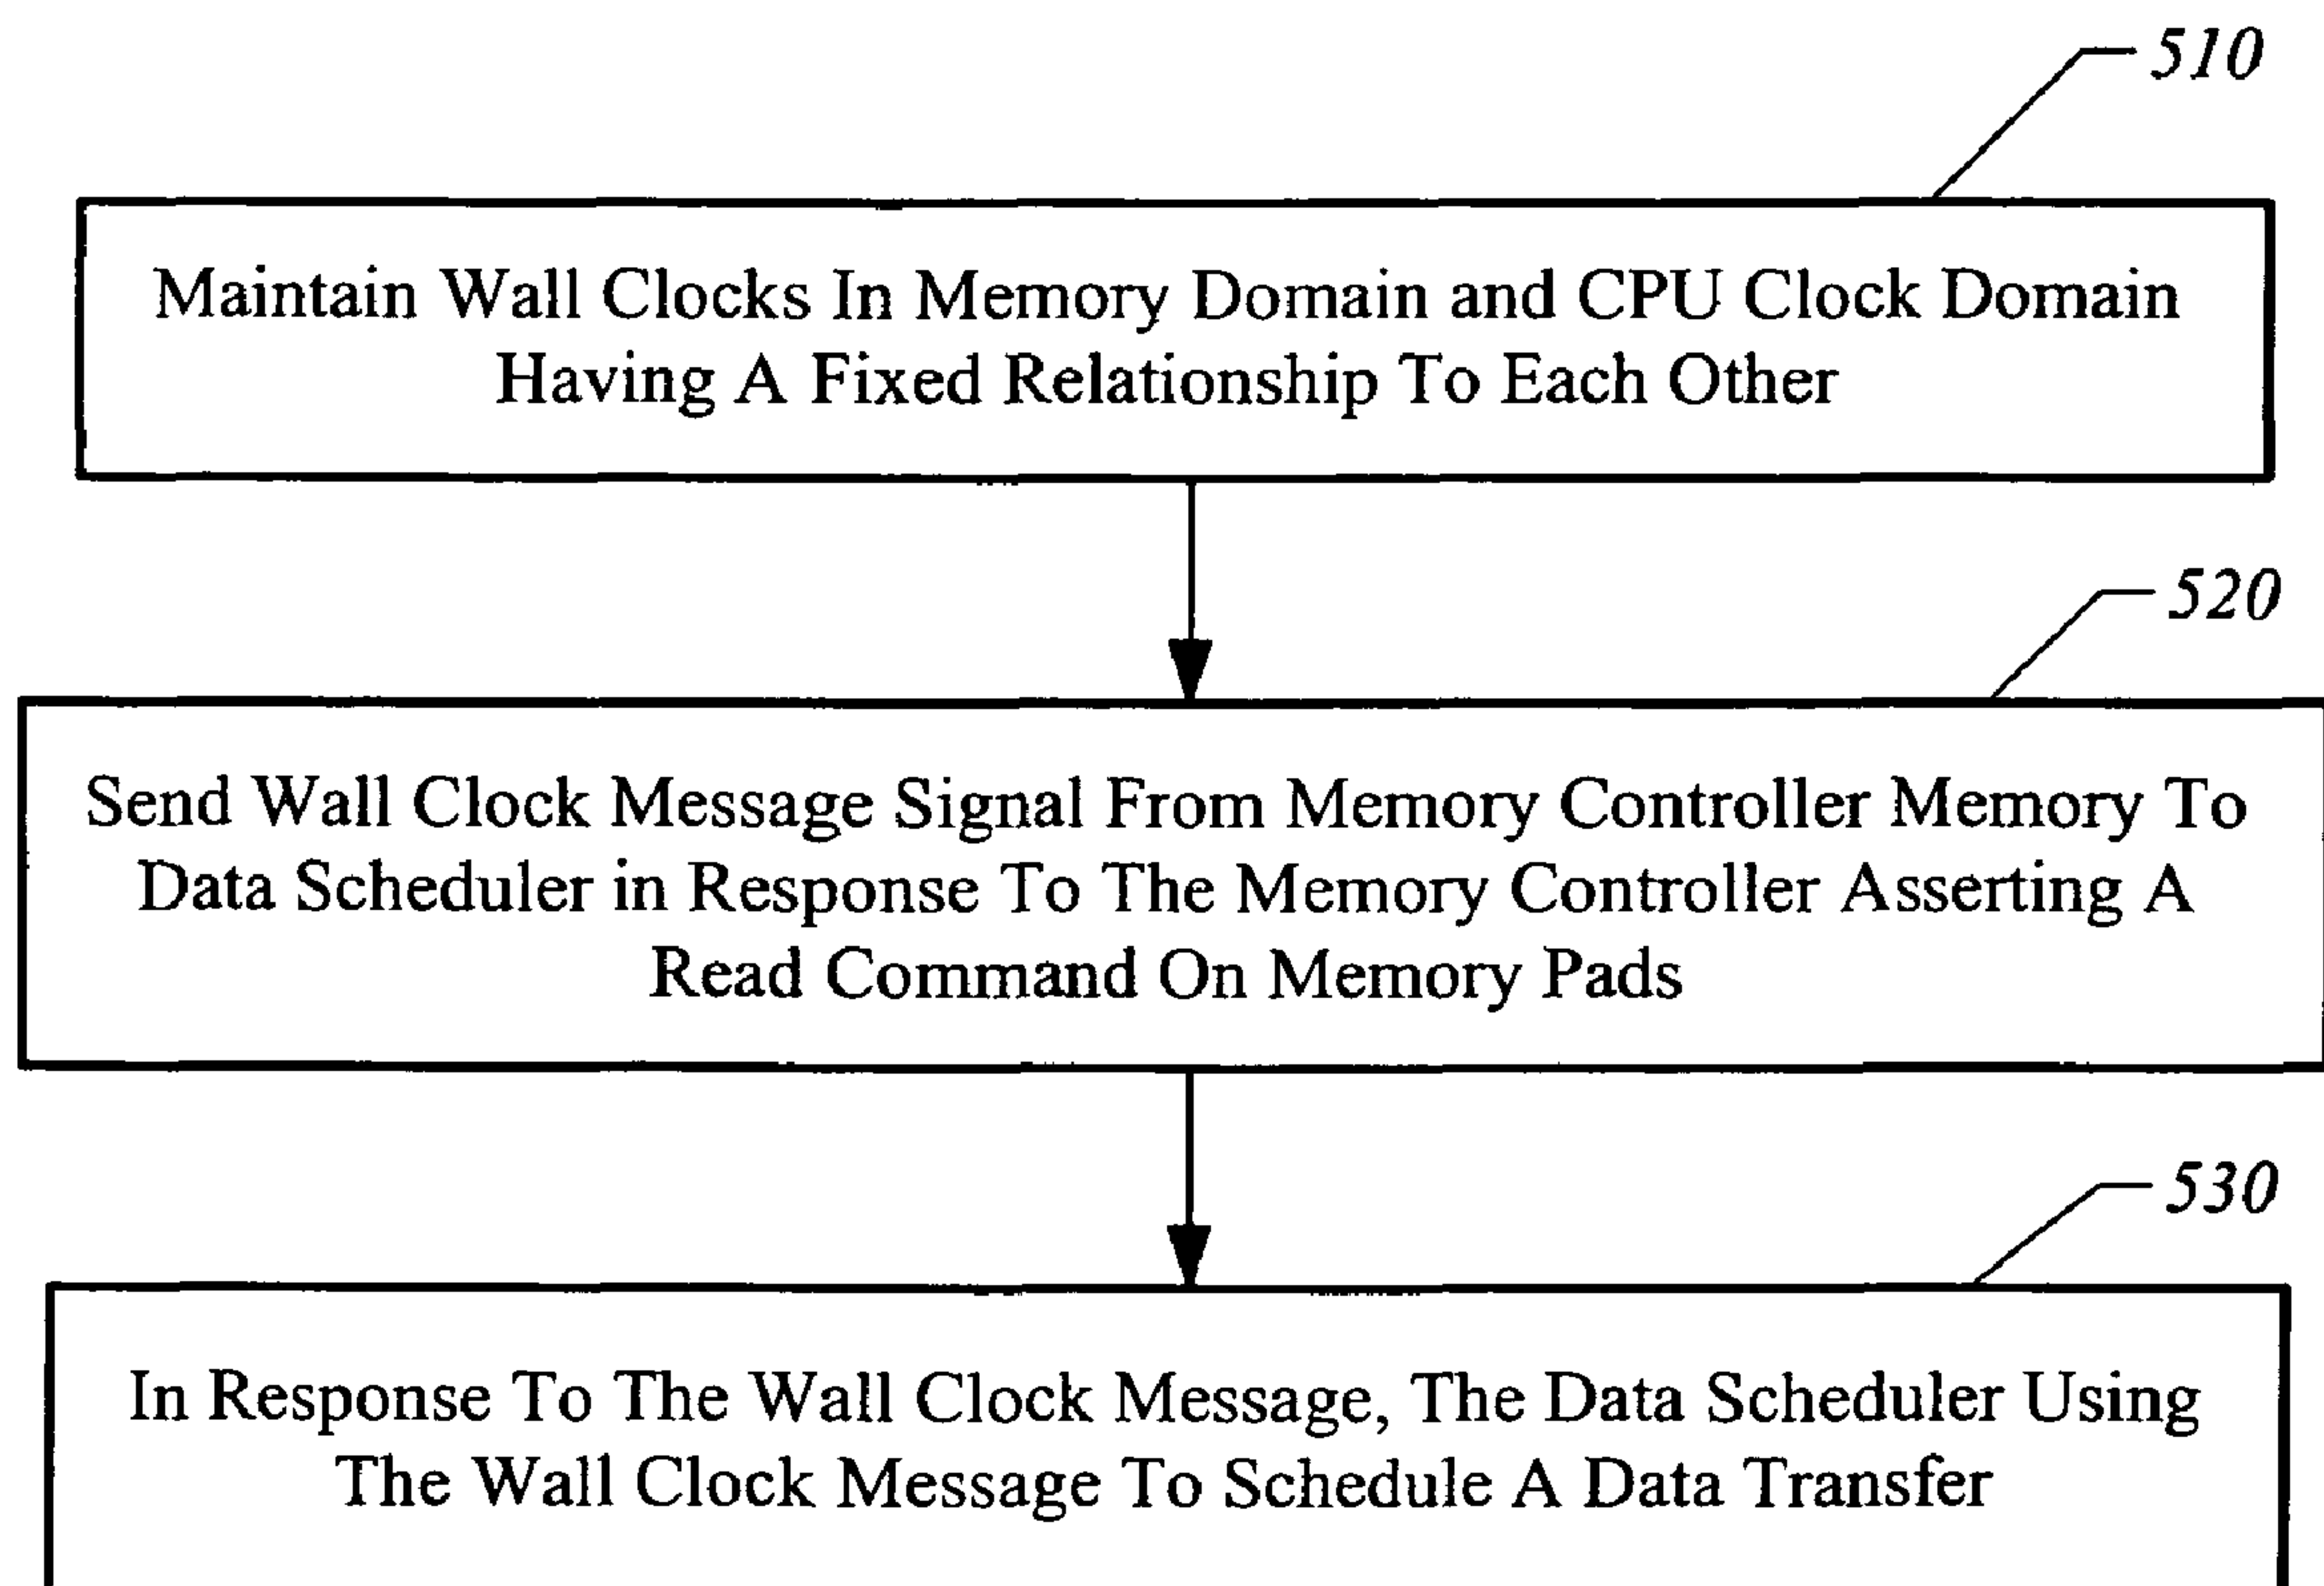 510
Maintain Wall Clocks In Memory Domain and CPU Clock Domain
Having A Fixed Relationship To Each Other
520
Send Wall Clock Message Signal From Memory Controller Memory To
Data Scheduler in Response To The Memory Controller Asserting A
Read Command On Memory Pads
530
In Response To The Wall Clock Message, The Data Scheduler Using
The Wall Clock Message To Schedule A Data Transfer